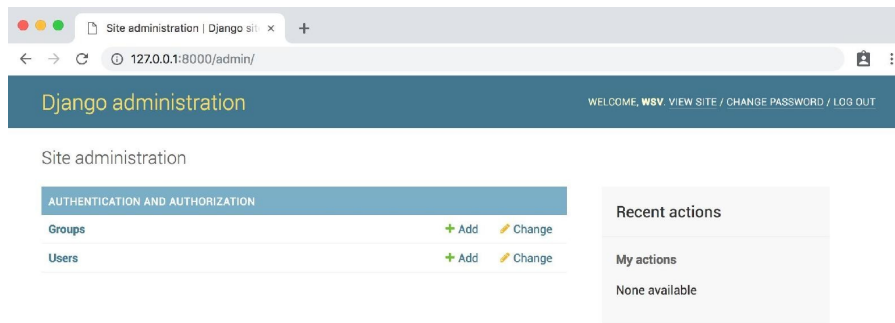 Site administration | Django sit
127.0.0.1:8000/admin/
Django administration
WELCOME, WSV. VIEW SITE / CHANGE PASSWORD / LOG OUT
Site administration
AUTHENTICATION AND AUTHORIZATION
Groups + Add Change
Users + Add Change
Recent actions
My actions
None available